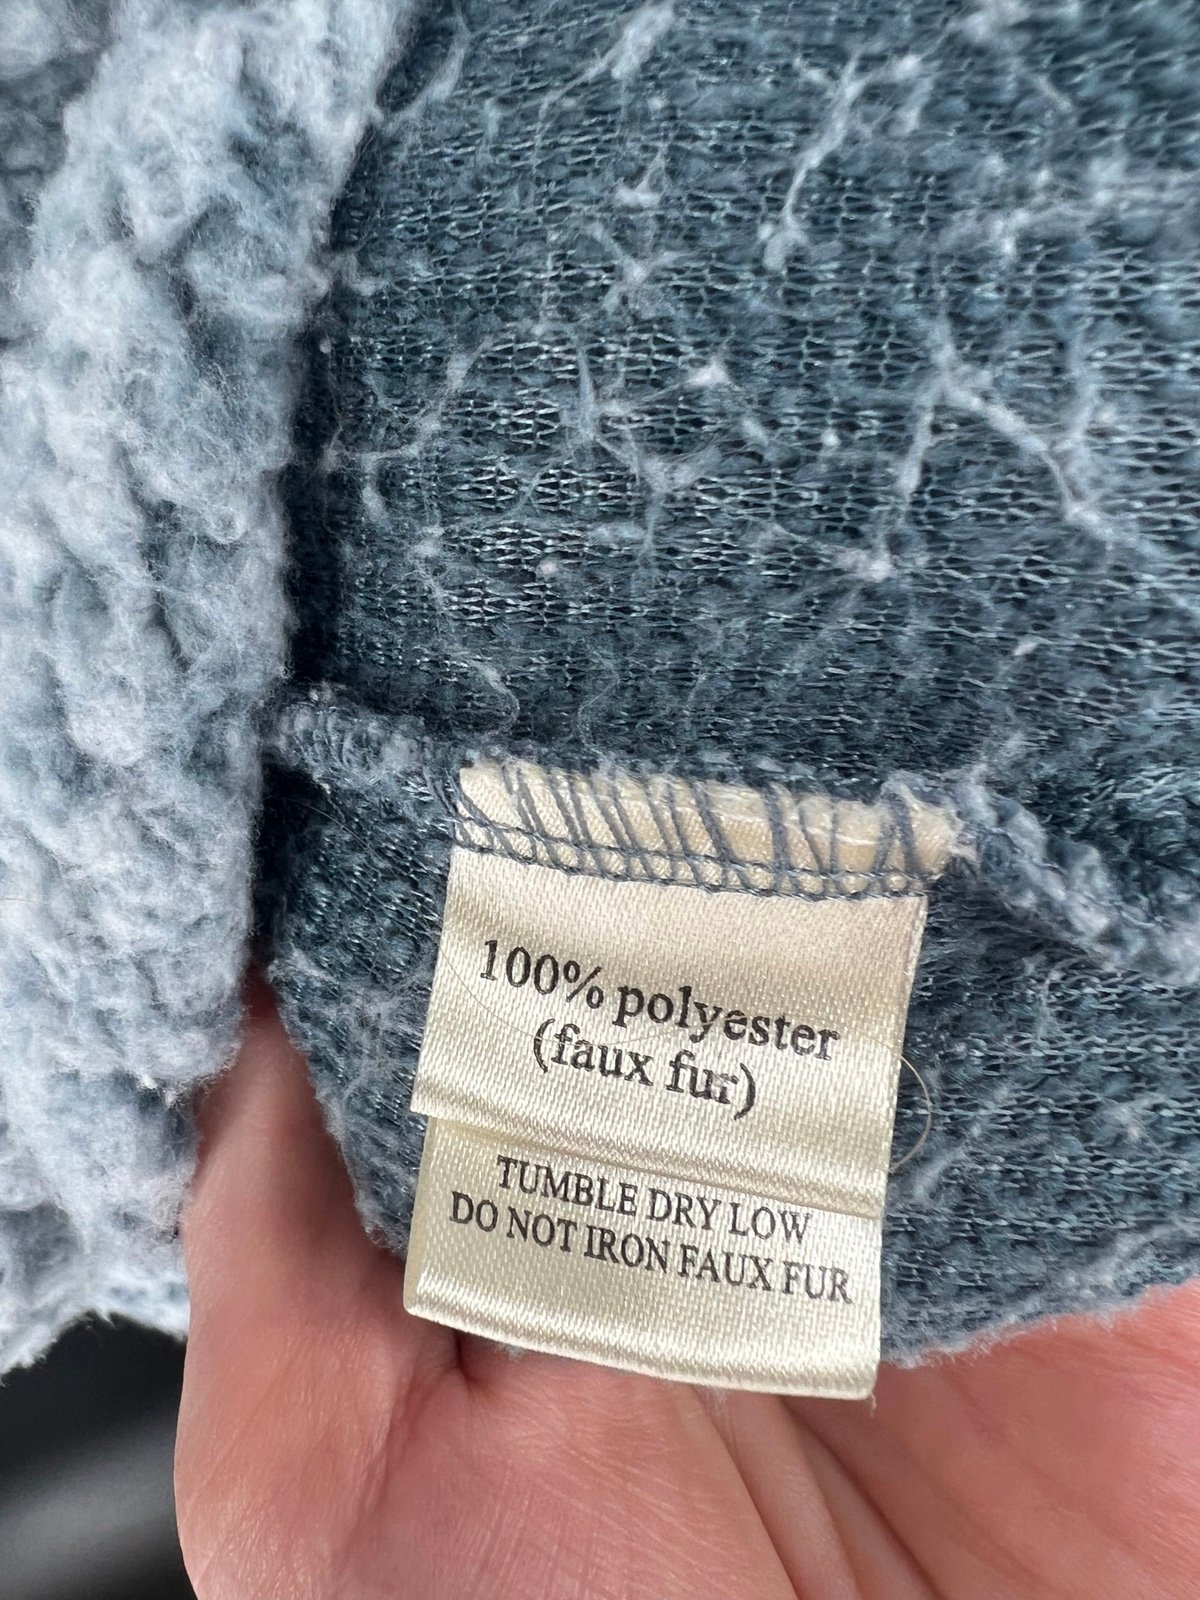 100% polyester
(faux fur)
TUMBLE DRY LOW
DO NOT IRON FAUX FUR